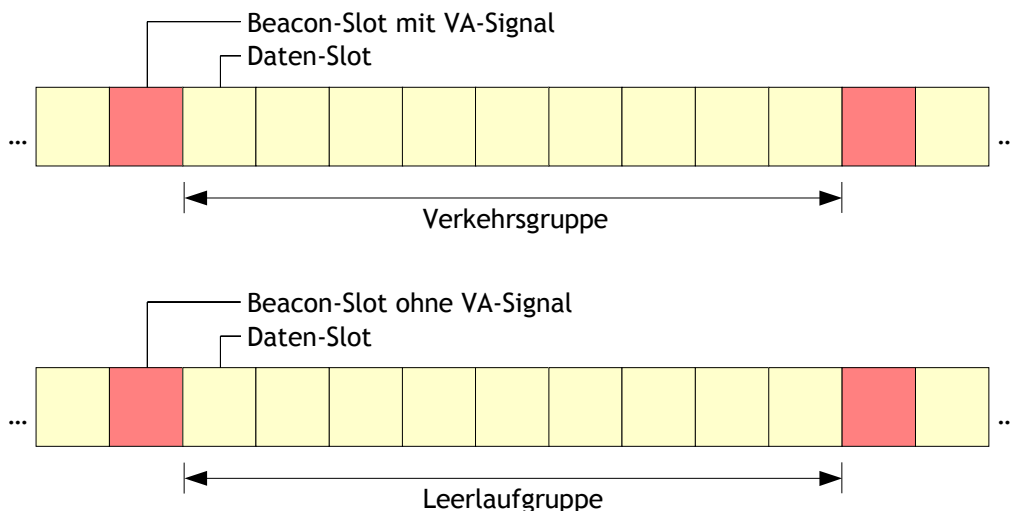 Beacon-Slot mit VA-Signal
Daten-Slot
... ..
Verkehrsgruppe
Beacon-Slot ohne VA-Signal
Daten-Slot
... ..
Leerlaufgruppe